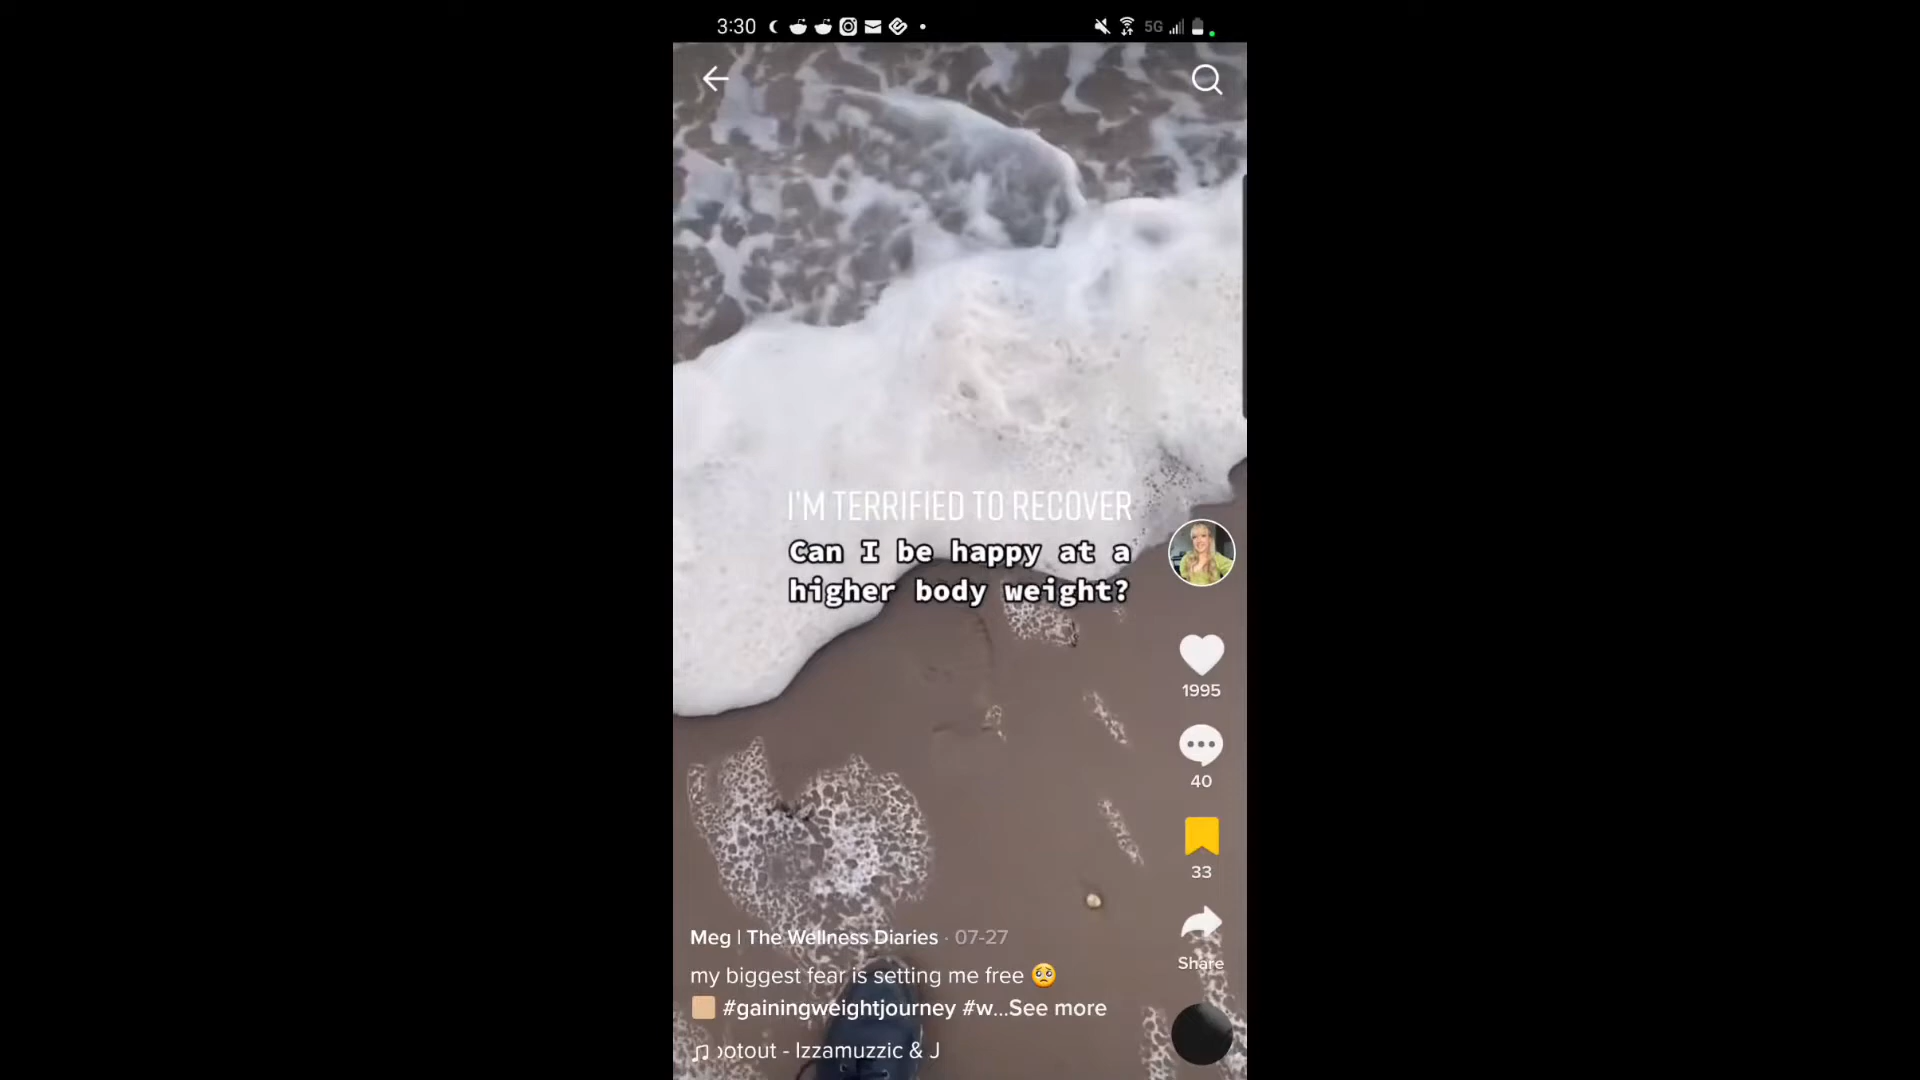 3:30
5G
I'M TERRIFIED TO RECOVER
Can I be happy at a
higher body weight?
1995
40
33
Share
Meg | The Wellness Diaries · 07-27
my biggest fear is setting me free 🥺
#gainingweightjourney #w...See more
ootout - Izzamuzzic & J